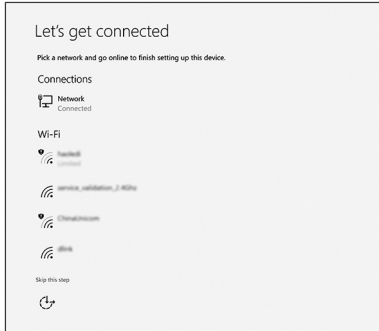 Let's get connected
Pick a network and go online to finish setting up this device.
Connections
Network
Connected
Wi-Fi
Limited
service_validation_2.4Ghz
ChinaUnicom
dlink
Skip this step